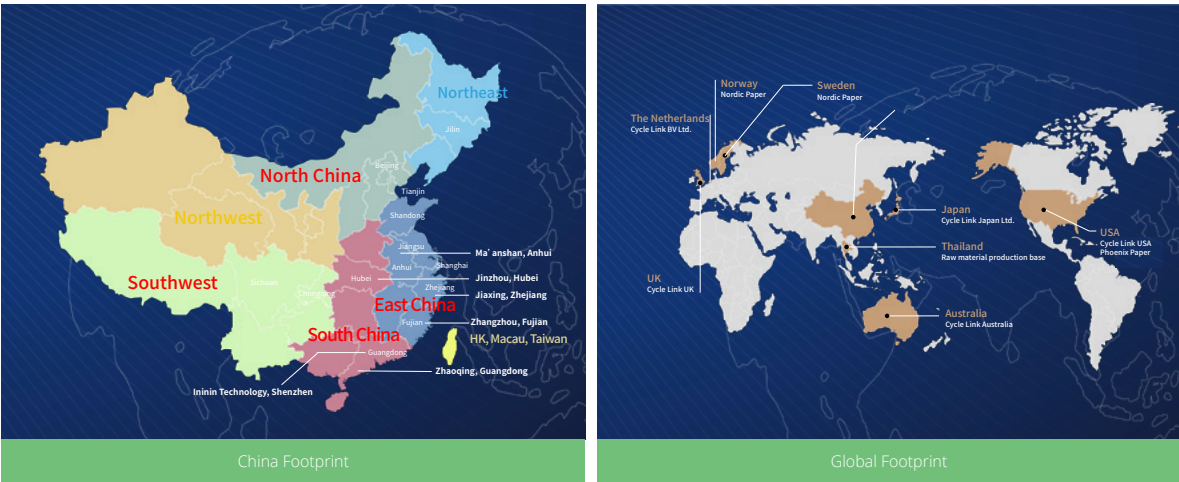 Northeast
Jilin
Beijing
North China
Tianjin
Northwest
Shandong
Jiangsu
Ma' anshan, Anhui
Anhui
Shanghai
Southwest
Sichuan
Hubei
Jinzhou, Hubei
Chongqing
Zhejiang
Jiaxing, Zhejiang
East China
Fujian
Zhangzhou, Fujian
South China
HK, Macau, Taiwan
Guangdong
Zhaoqing, Guangdong
Ininin Technology, Shenzhen
China Footprint
Norway
Nordic Paper
Sweden
Nordic Paper
The Netherlands
Cycle Link BV Ltd.
Japan
Cycle Link Japan Ltd.
USA
Cycle Link USA
Phoenix Paper
Thailand
Raw material production base
UK
Cycle Link UK
Australia
Cycle Link Australia
Global Footprint